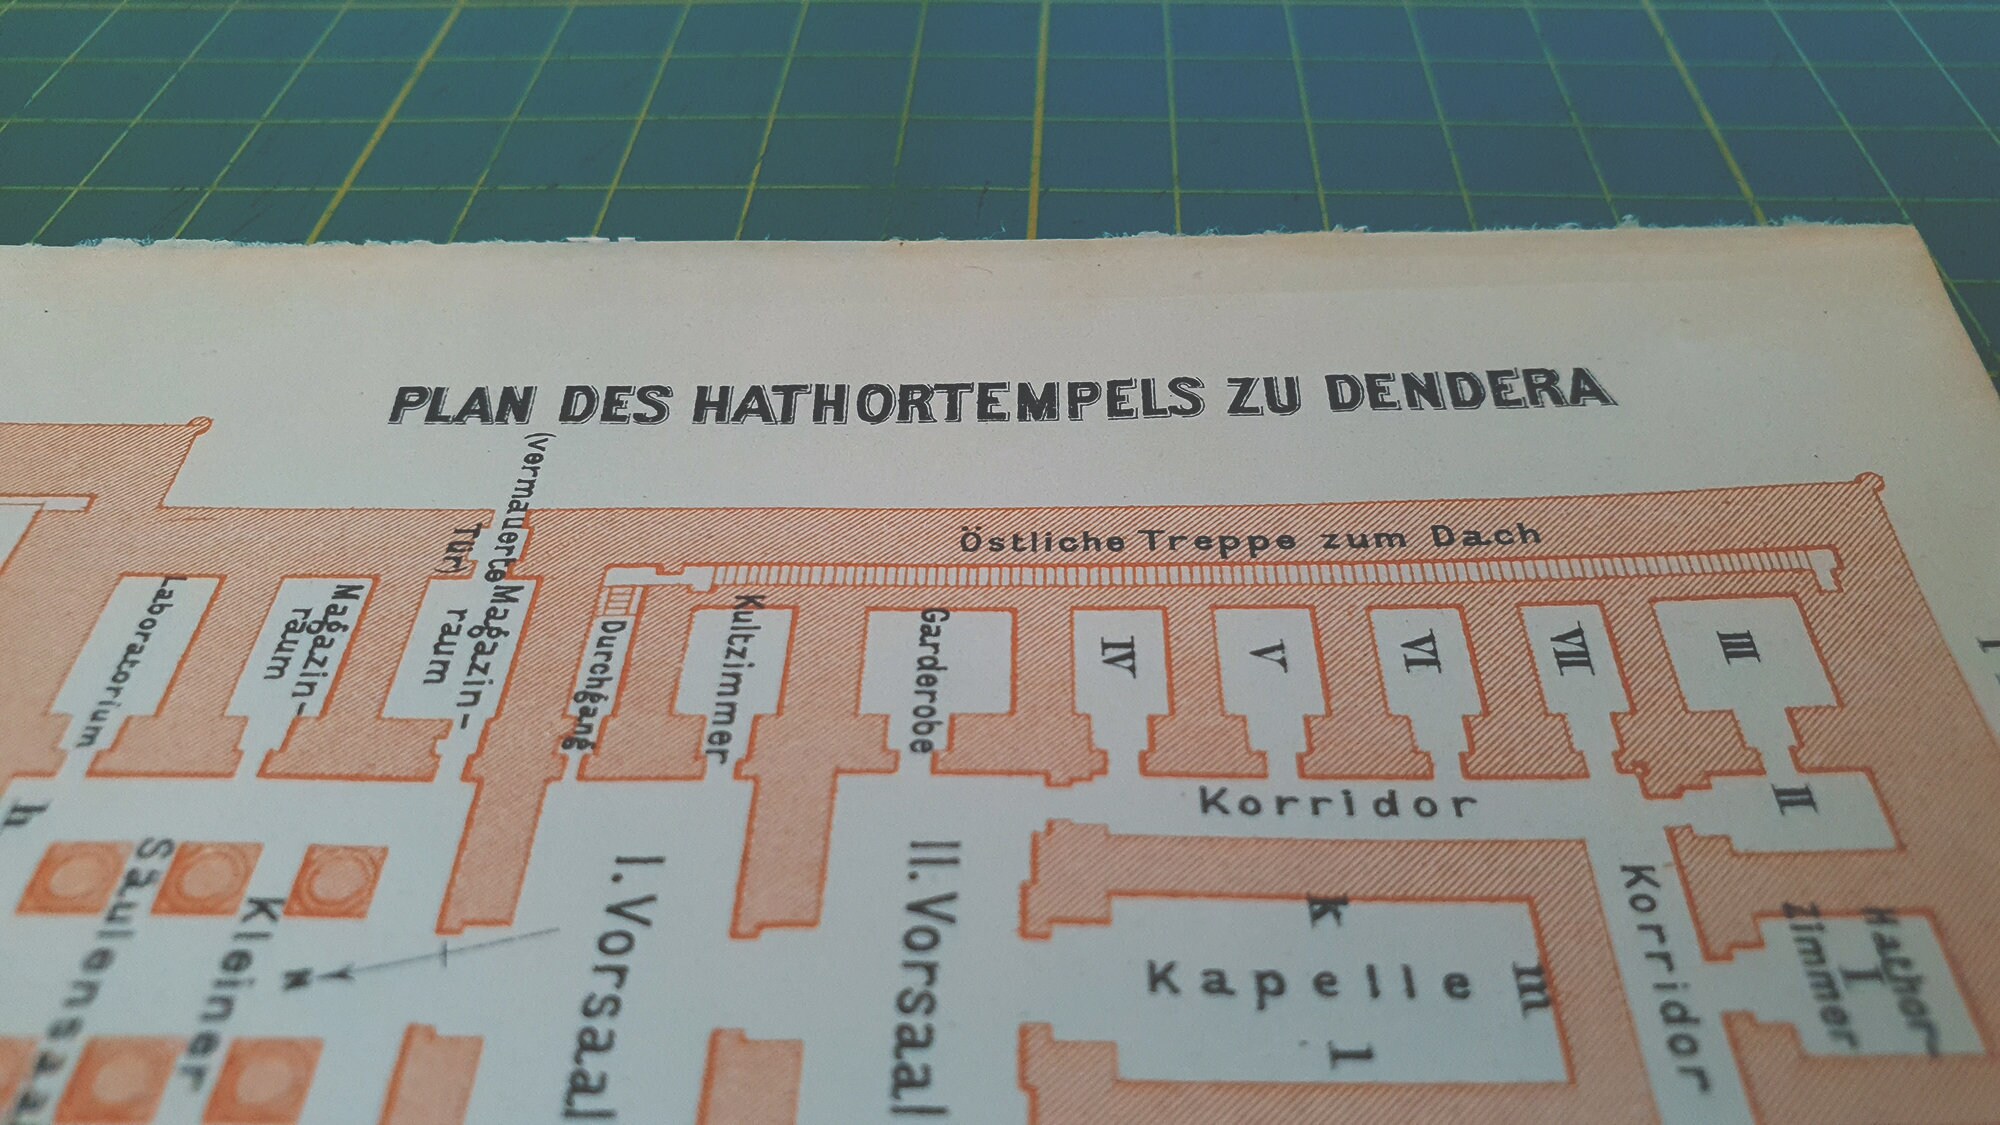 PLAN DES HATHORTEMPELS ZU DENDERA
Östliche Treppe zum Dach
(vermauerte
Tür)
Laboratorium
Magazin-
raum
Magazin-
raum
Durchgang
Kultzimmer
Garderobe
IV
V
VI
VII
III
II
Korridor
h
Kleiner
N
I. Vorsaal
II. Vorsaal
k
Kapelle
m
l
Korridor
Hathor-
I
Zimmer